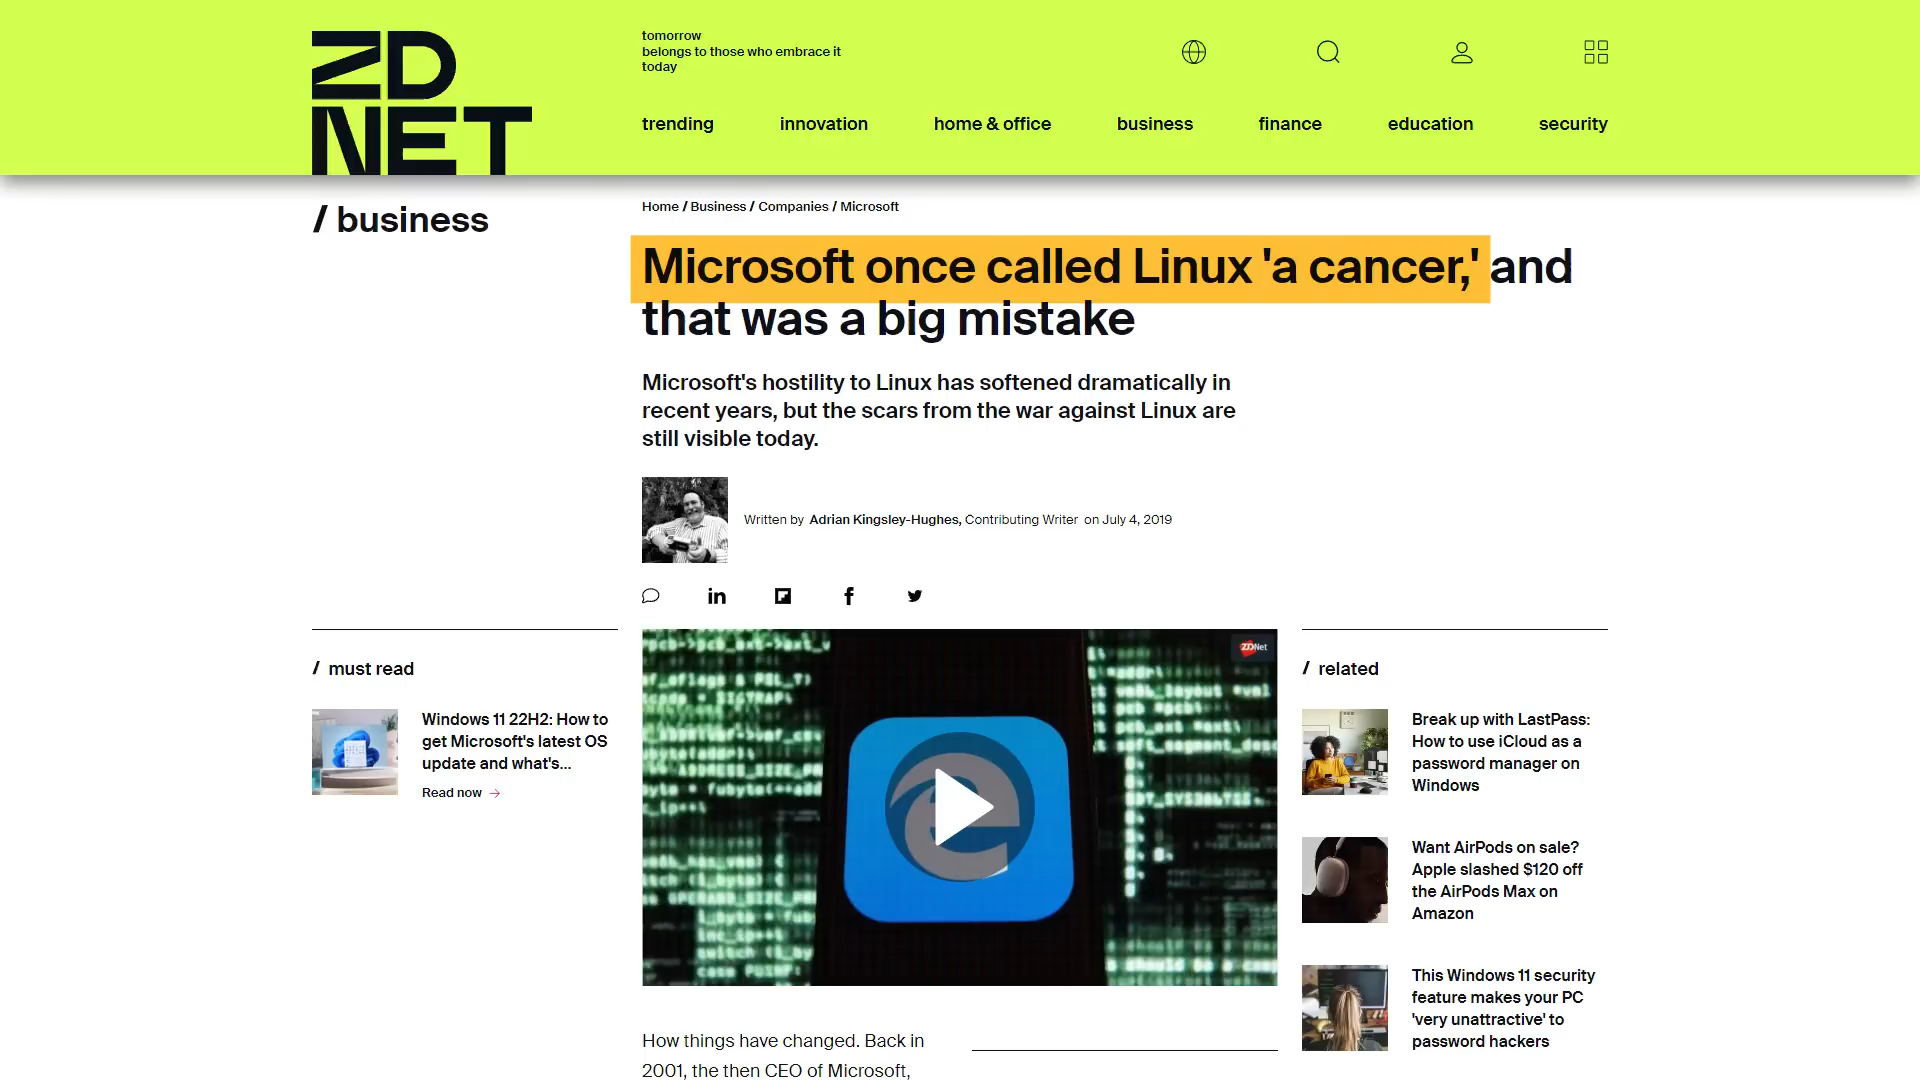 ZD
NET
tomorrow
belongs to those who embrace it
today
trending innovation home & office business finance education security
/ business
Home / Business / Companies / Microsoft
Microsoft once called Linux 'a cancer,' and
that was a big mistake
Microsoft's hostility to Linux has softened dramatically in
recent years, but the scars from the war against Linux are
still visible today.
Written by Adrian Kingsley-Hughes, Contributing Writer on July 4, 2019
/ must read
Windows 11 22H2: How to
get Microsoft's latest OS
update and what's...
Read now →
ZDNet
How things have changed. Back in
2001, the then CEO of Microsoft,
/ related
Break up with LastPass:
How to use iCloud as a
password manager on
Windows
Want AirPods on sale?
Apple slashed $120 off
the AirPods Max on
Amazon
This Windows 11 security
feature makes your PC
'very unattractive' to
password hackers